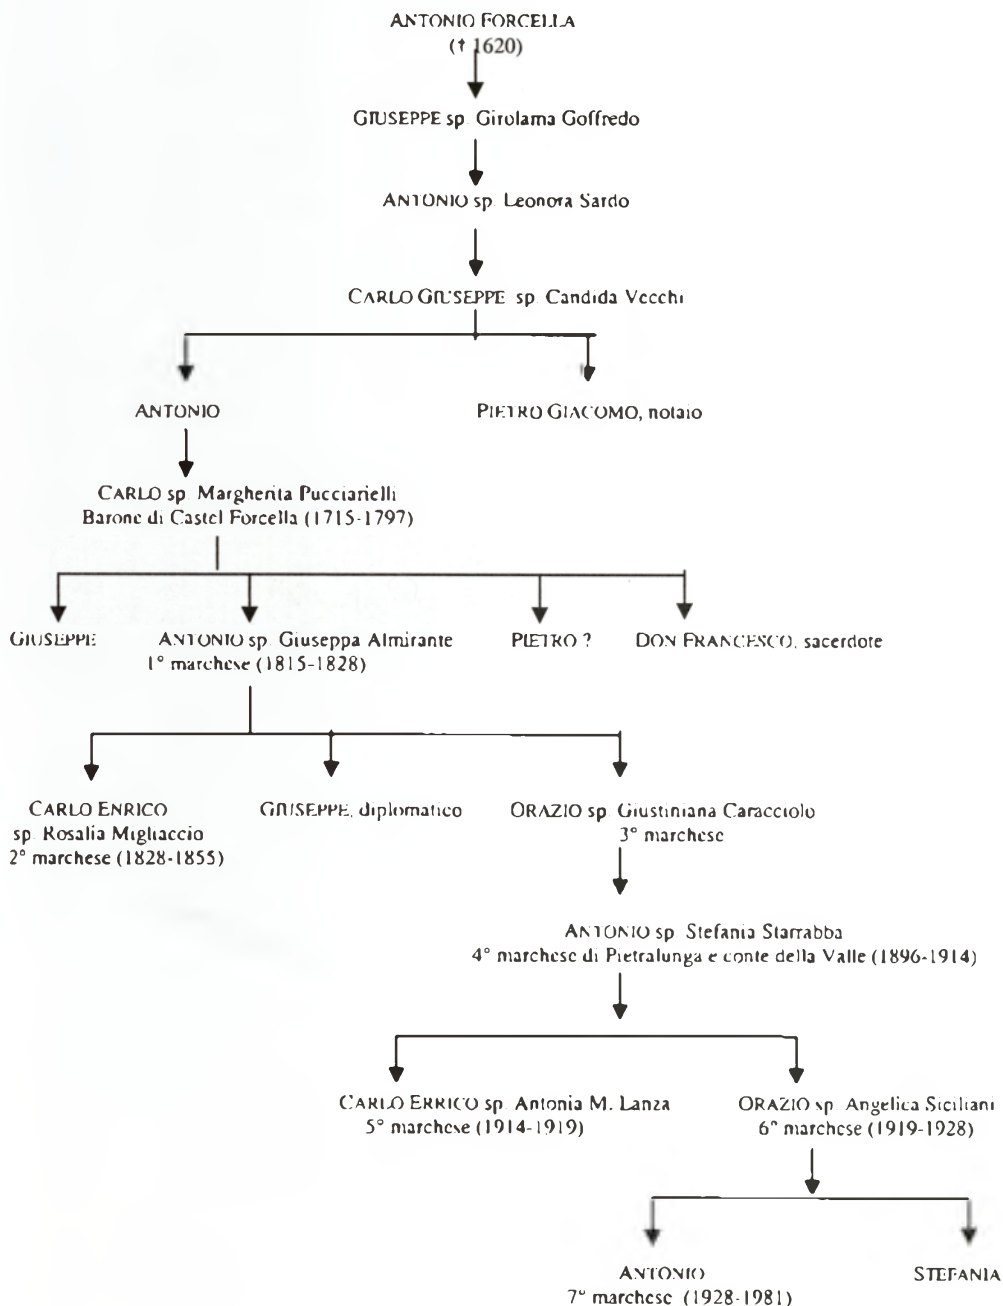 ANTONIO FORCELLA
(† 1620)
GIUSEPPE sp. Girolama Goffredo
ANTONIO sp. Leonora Sardo
CARLO GIUSEPPE sp. Candida Vecchi
ANTONIO
PIETRO GIACOMO, notaio
CARLO sp. Margherita Pucciarielli
Barone di Castel Forcella (1715-1797)
GIUSEPPE
ANTONIO sp. Giuseppa Almirante
1° marchese (1815-1828)
PIETRO ?
DON FRANCESCO, sacerdote
CARLO ENRICO
sp. Rosalia Migliaccio
2° marchese (1828-1855)
GIUSEPPE, diplomatico
ORAZIO sp. Giustiniana Caracciolo
3° marchese
ANTONIO sp. Stefania Starrabba
4° marchese di Pietralunga e conte della Valle (1896-1914)
CARLO ERRICO sp. Antonia M. Lanza
5° marchese (1914-1919)
ORAZIO sp. Angelica Siciliani
6° marchese (1919-1928)
ANTONIO
7° marchese (1928-1981)
STEFANIA